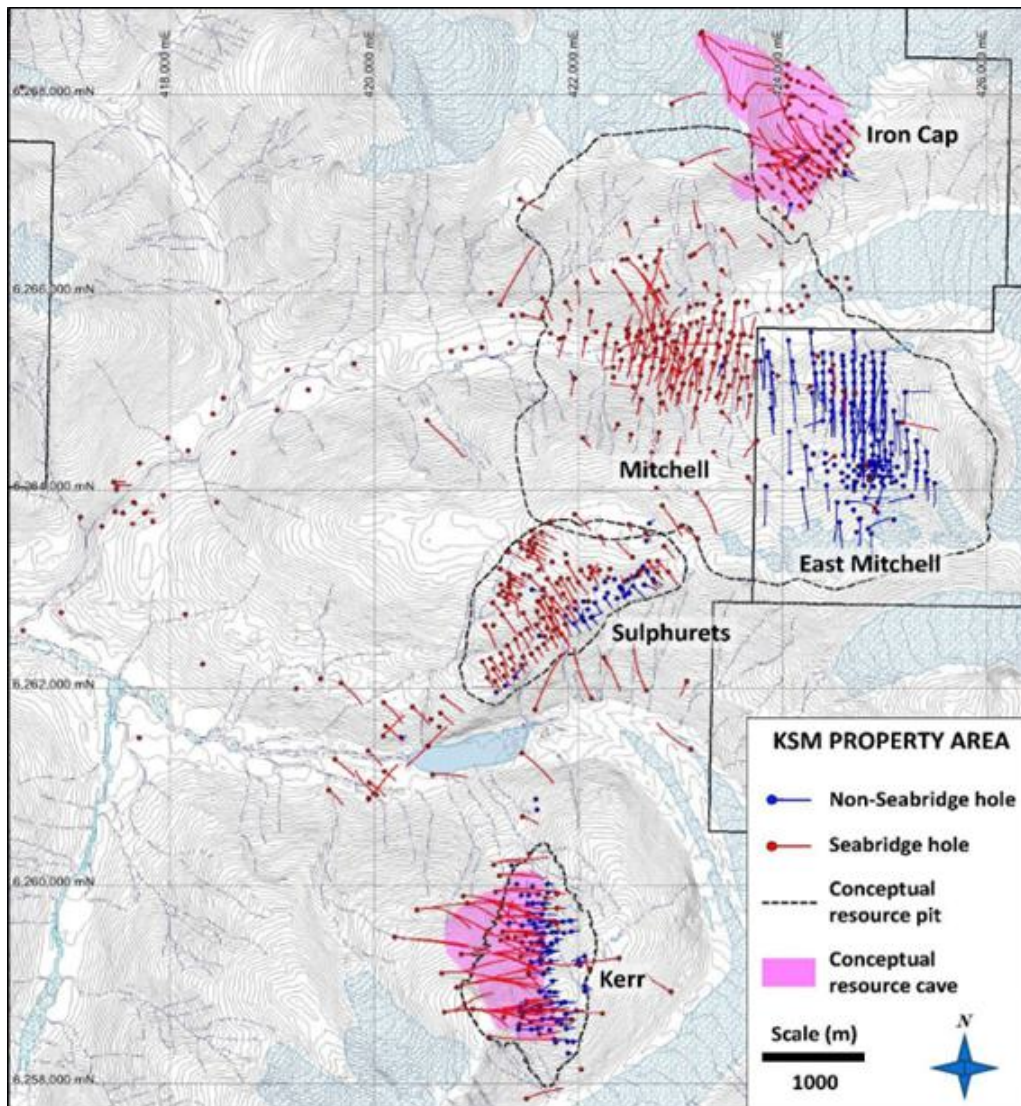 418,000 mE
420,000 mE
422,000 mE
424,000 mE
426,000 mE
6,268,000 mN
Iron Cap
6,266,000 mN
Mitchell
6,264,000 mN
East Mitchell
Sulphurets
6,262,000 mN
KSM PROPERTY AREA
Non-Seabridge hole
Seabridge hole
Conceptual
resource pit
Conceptual
resource cave
Scale (m)
1000
N
6,260,000 mN
Kerr
6,258,000 mN